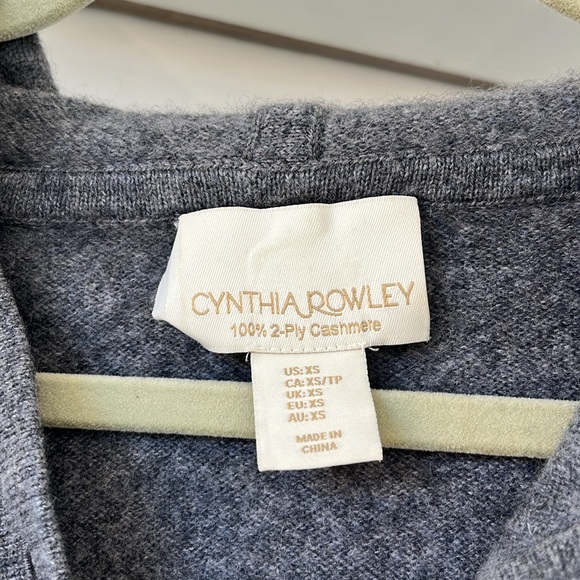 CYNTHIA ROWLEY
100% 2-Ply Cashmere
US: XS
CA: XS/TP
UK: XS
EU: XS
AU: XS
MADE IN
CHINA